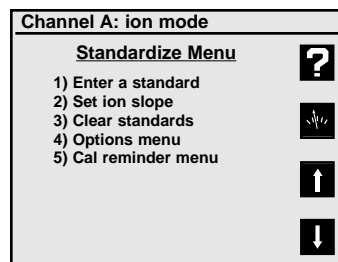 Channel A: ion mode
Standardize Menu
1) Enter a standard
2) Set ion slope
3) Clear standards
4) Options menu
5) Cal reminder menu
?